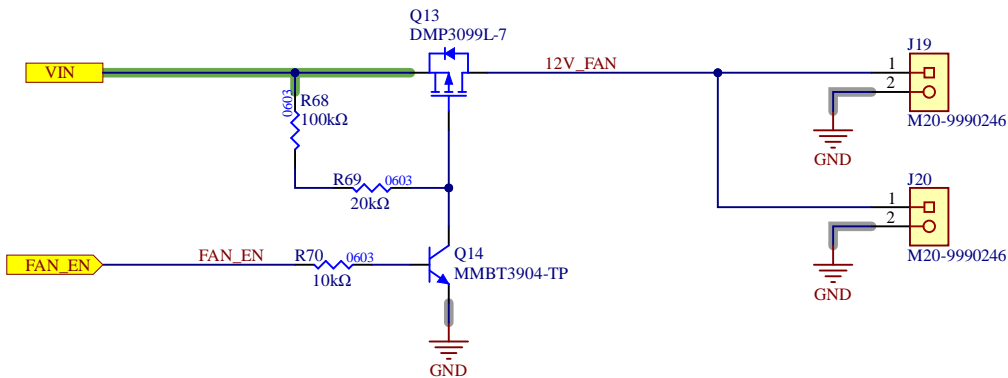 Q13
DMP3099L-7
VIN
12V_FAN
J19
1
2
M20-9990246
GND
0603
R68
100kΩ
R69
0603
20kΩ
J20
1
2
M20-9990246
GND
FAN_EN
FAN_EN
R70
0603
10kΩ
Q14
MMBT3904-TP
GND